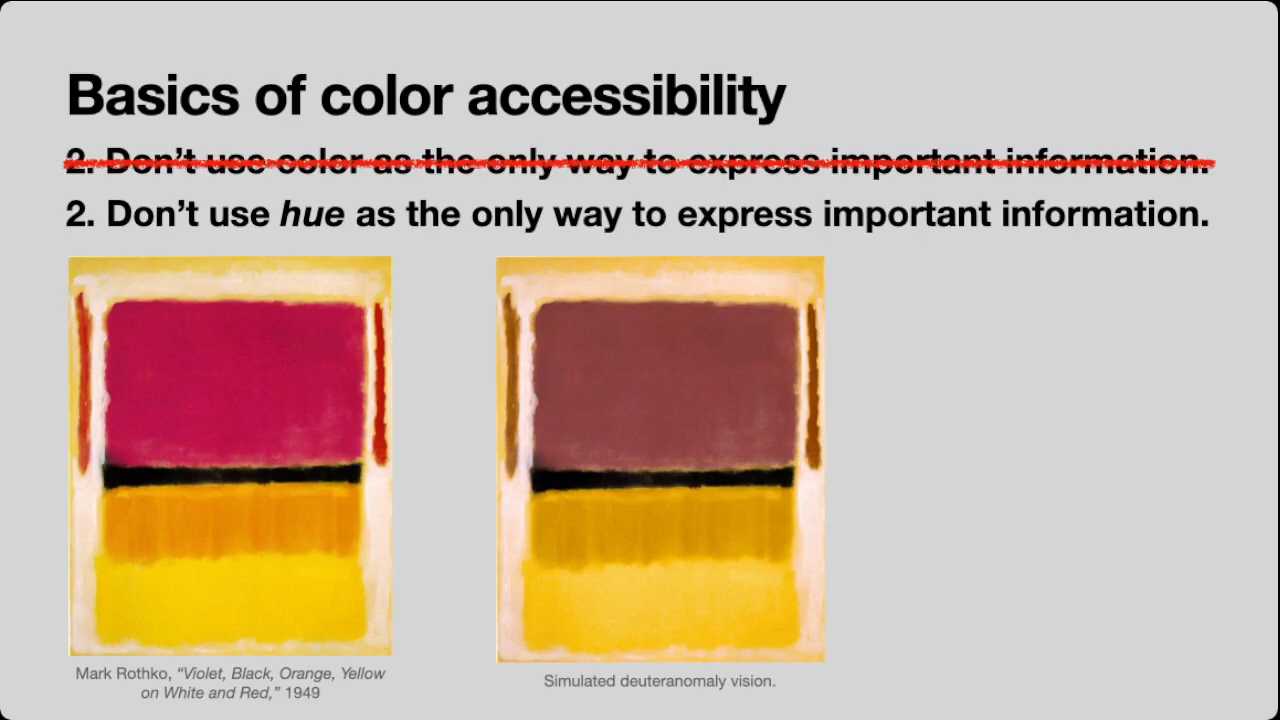 Basics of color accessibility
2. Don’t use color as the only way to express important information.
2. Don’t use hue as the only way to express important information.
Mark Rothko, “Violet, Black, Orange, Yellow
on White and Red,” 1949
Simulated deuteranomaly vision.